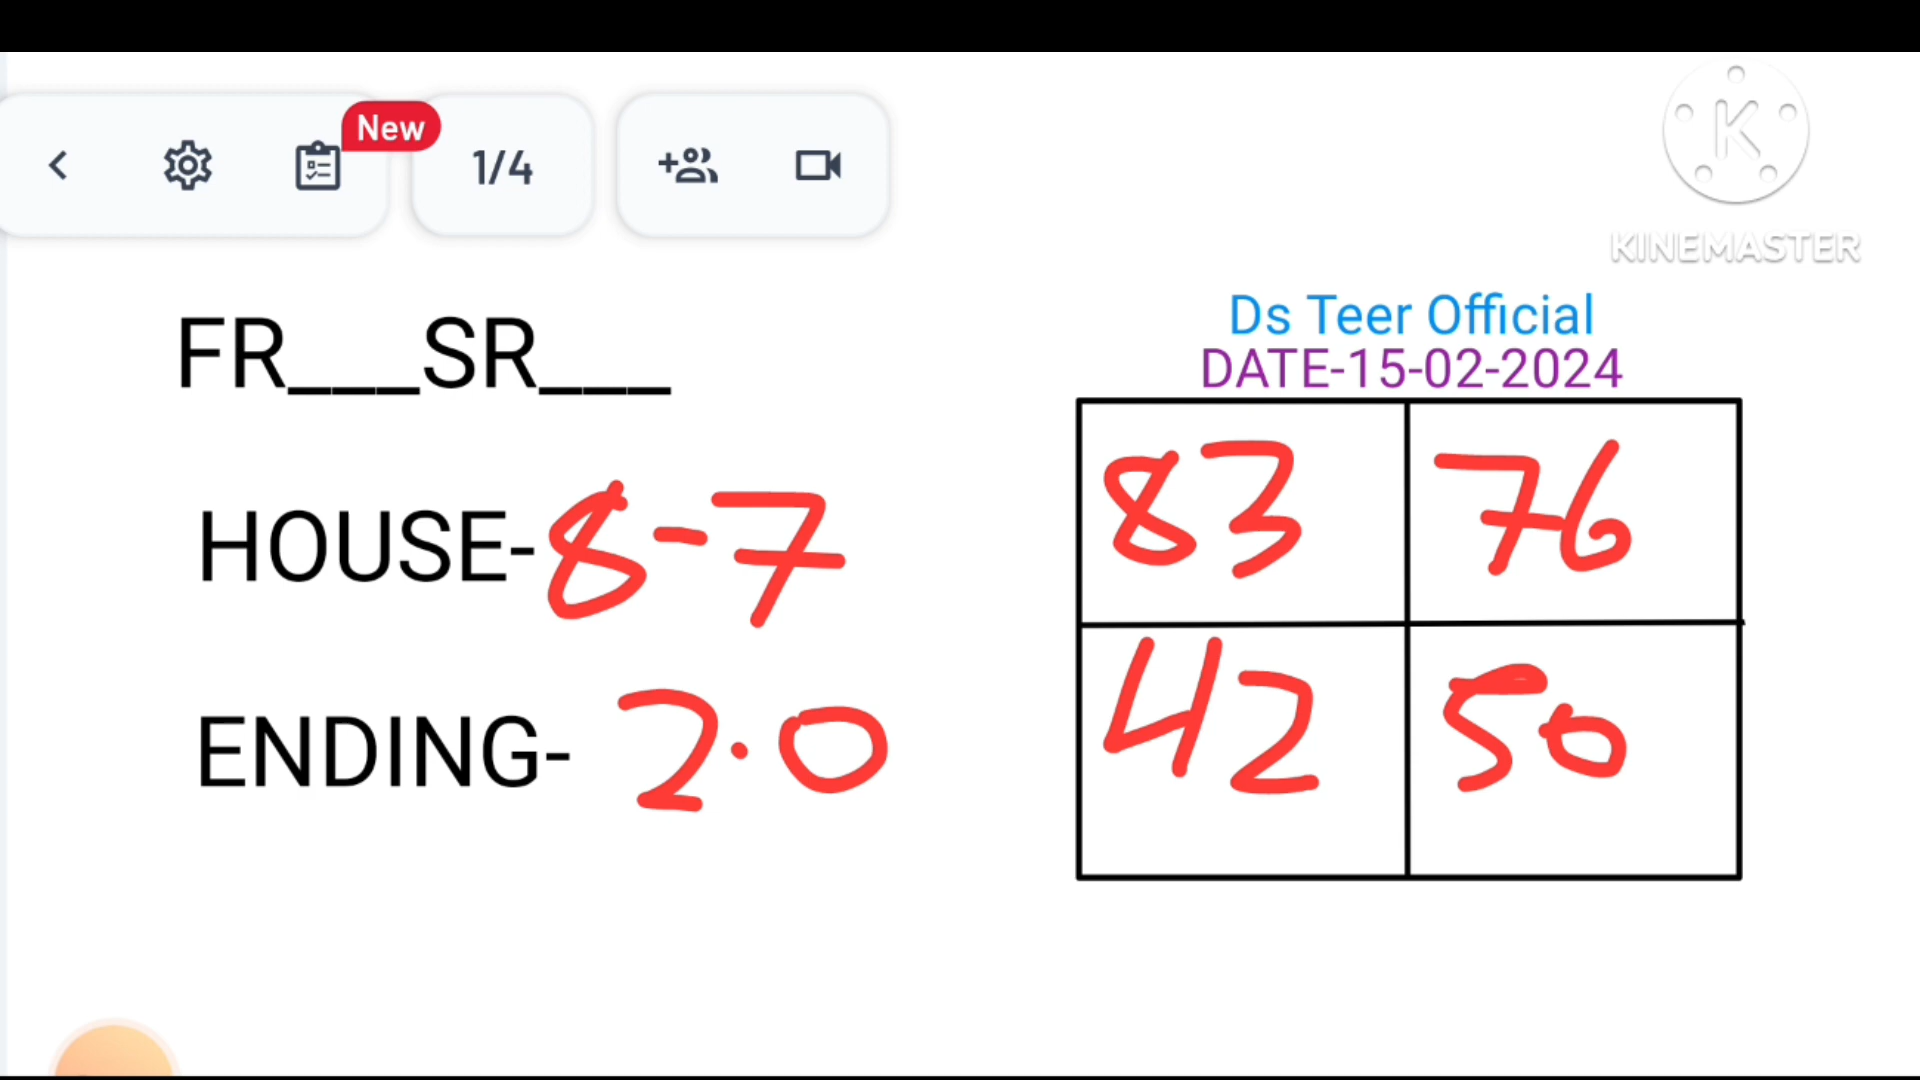 New
1/4
K
KINEMASTER
FR___SR___
HOUSE-8-7
ENDING- 2.0
Ds Teer Official
DATE-15-02-2024
83 76
42 50